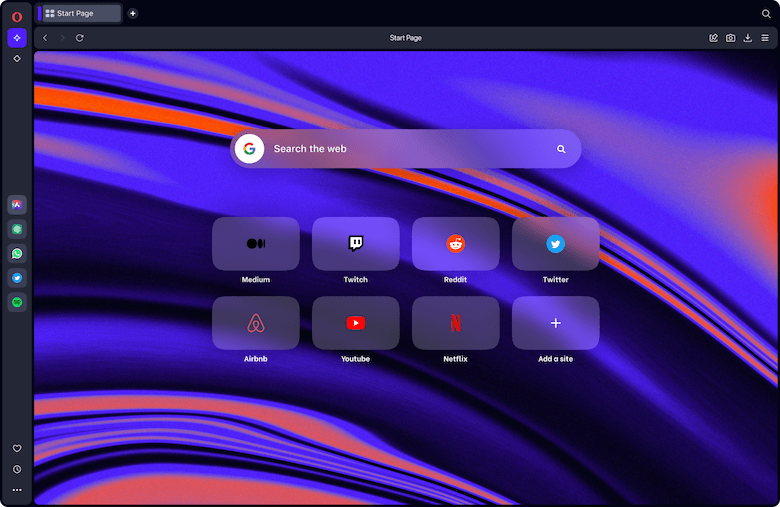 Start Page
Start Page
Search the web
Medium
Twitch
Reddit
Twitter
Airbnb
Youtube
Netflix
Add a site